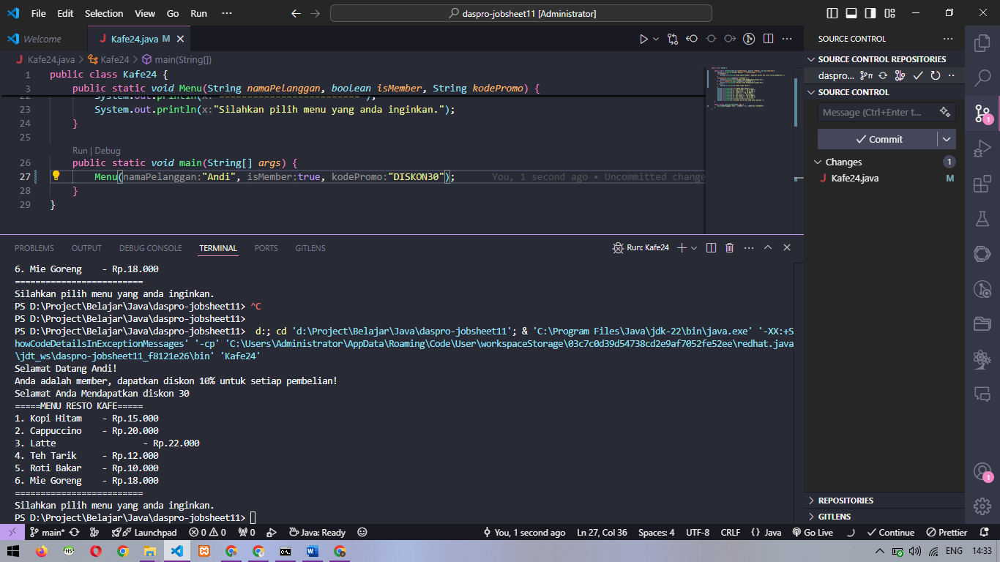 File Edit Selection View Go Run ··· daspro-jobsheet11 [Administrator]
Welcome
Kafe24.java M
Kafe24.java > Kafe24 > main(String[])
1 public class Kafe24 {
3 public static void Menu(String namaPelanggan, boolean isMember, String kodePromo) {
22 System.out.println(x:"=========================");
23 System.out.println(x:"Silahkan pilih menu yang anda inginkan.");
24 }
25
Run | Debug
26 public static void main(String[] args) {
27 Menu(namaPelanggan:"Andi", isMember:true, kodePromo:"DISKON30"); You, 1 second ago • Uncommitted change
28 }
29 }
PROBLEMS OUTPUT DEBUG CONSOLE TERMINAL PORTS GITLENS
Run: Kafe24
6. Mie Goreng - Rp.18.000
=========================
Silahkan pilih menu yang anda inginkan.
PS D:\Project\Belajar\Java\daspro-jobsheet11> ^C
PS D:\Project\Belajar\Java\daspro-jobsheet11>
PS D:\Project\Belajar\Java\daspro-jobsheet11> d:; cd 'd:\Project\Belajar\Java\daspro-jobsheet11'; & 'C:\Program Files\Java\jdk-22\bin\java.exe' '-XX:+S
howCodeDetailsInExceptionMessages' '-cp' 'C:\Users\Administrator\AppData\Roaming\Code\User\workspaceStorage\03c7c0d39d54738cd2e9af7052fe52ee\redhat.java
\jdt_ws\daspro-jobsheet11_f8121e26\bin' 'Kafe24'
Selamat Datang Andi!
Anda adalah member, dapatkan diskon 10% untuk setiap pembelian!
Selamat Anda Mendapatkan diskon 30
=====MENU RESTO KAFE=====
1. Kopi Hitam - Rp.15.000
2. Cappuccino - Rp.20.000
3. Latte - Rp.22.000
4. Teh Tarik - Rp.12.000
5. Roti Bakar - Rp.10.000
6. Mie Goreng - Rp.18.000
=========================
Silahkan pilih menu yang anda inginkan.
PS D:\Project\Belajar\Java\daspro-jobsheet11>
SOURCE CONTROL
SOURCE CONTROL REPOSITORIES
daspro...
SOURCE CONTROL
Message (Ctrl+Enter t...
Commit
Changes 1
Kafe24.java M
REPOSITORIES
GITLENS
1
1
main* Launchpad 0 0 0 Java: Ready You, 1 second ago Ln 27, Col 36 Spaces: 4 UTF-8 CRLF {} Java Go Live Continue Prettier
HS ENG 14:33